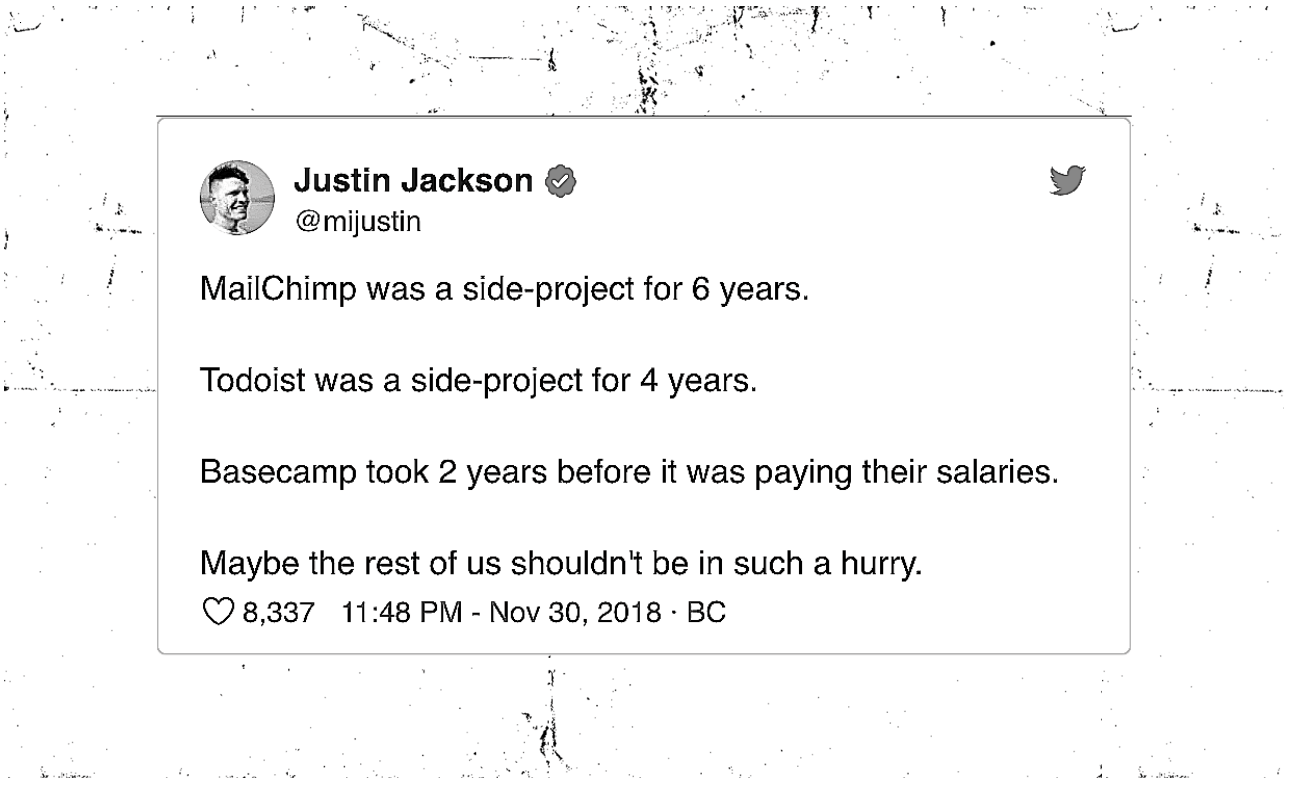 Justin Jackson
@mijustin
MailChimp was a side-project for 6 years.
Todoist was a side-project for 4 years.
Basecamp took 2 years before it was paying their salaries.
Maybe the rest of us shouldn't be in such a hurry.
8,337 11:48 PM - Nov 30, 2018 · BC